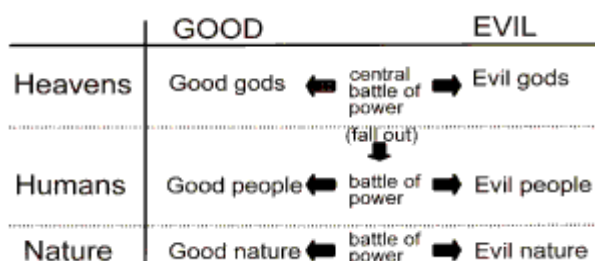 GOOD EVIL
Heavens Good gods central battle of power Evil gods
(fall out)
Humans Good people battle of power Evil people
Nature Good nature battle of power Evil nature